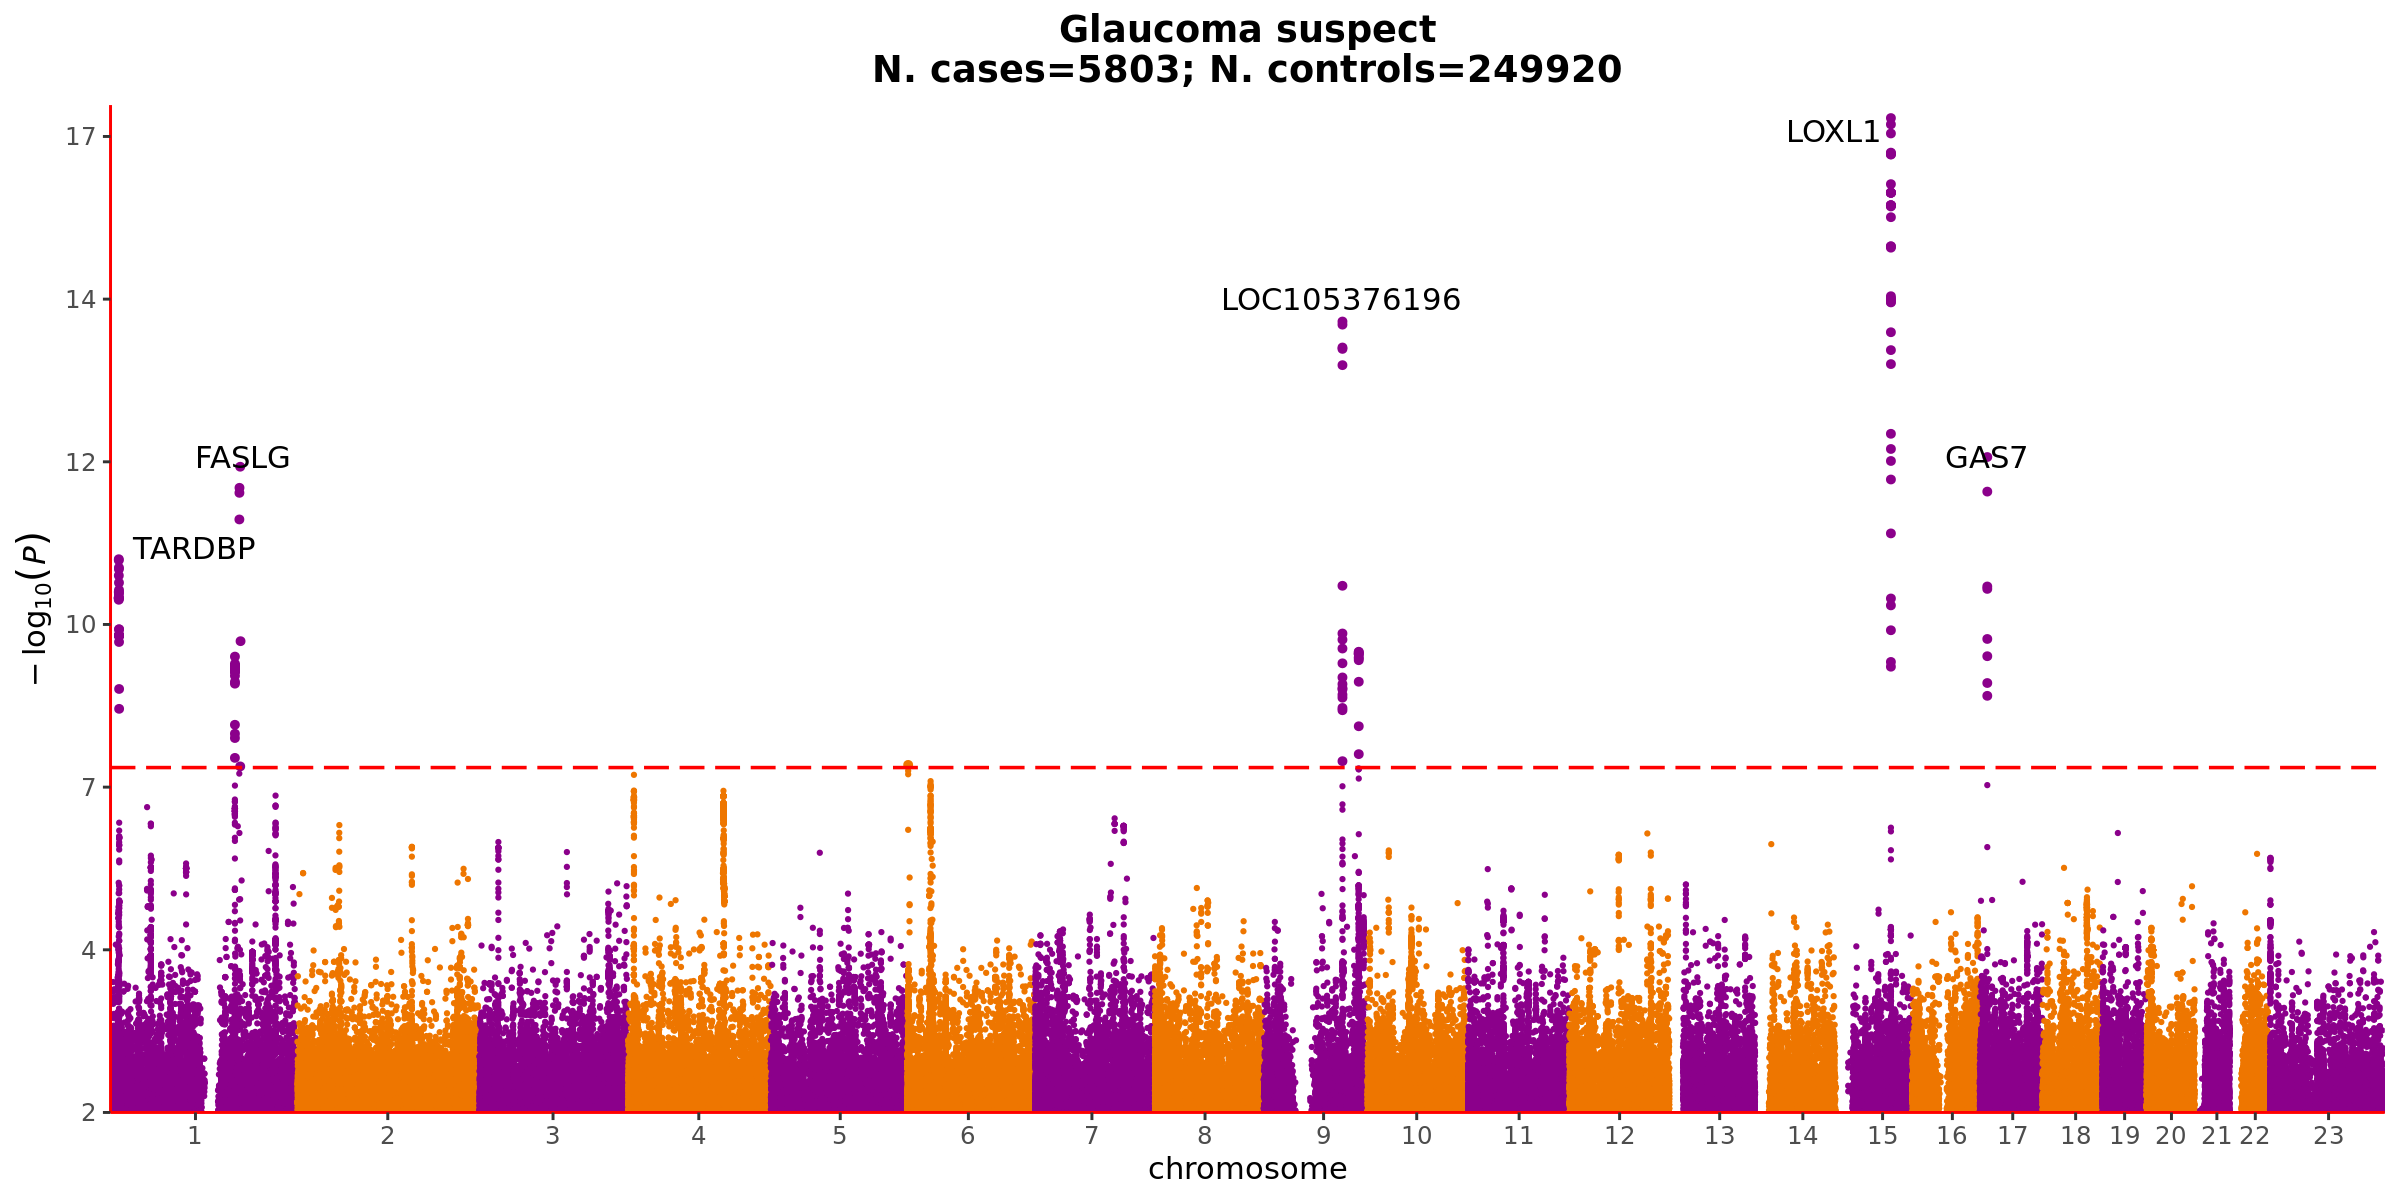 Glaucoma suspect
N. cases=5803; N. controls=249920
17
LOXL1
14
LOC105376196
12
FASLG
GAS7
TARDBP
10
7
4
2
− log10(P)
1 2 3 4 5 6 7 8 9 10 11 12 13 14 15 16 17 18 19 20 21 22 23
chromosome